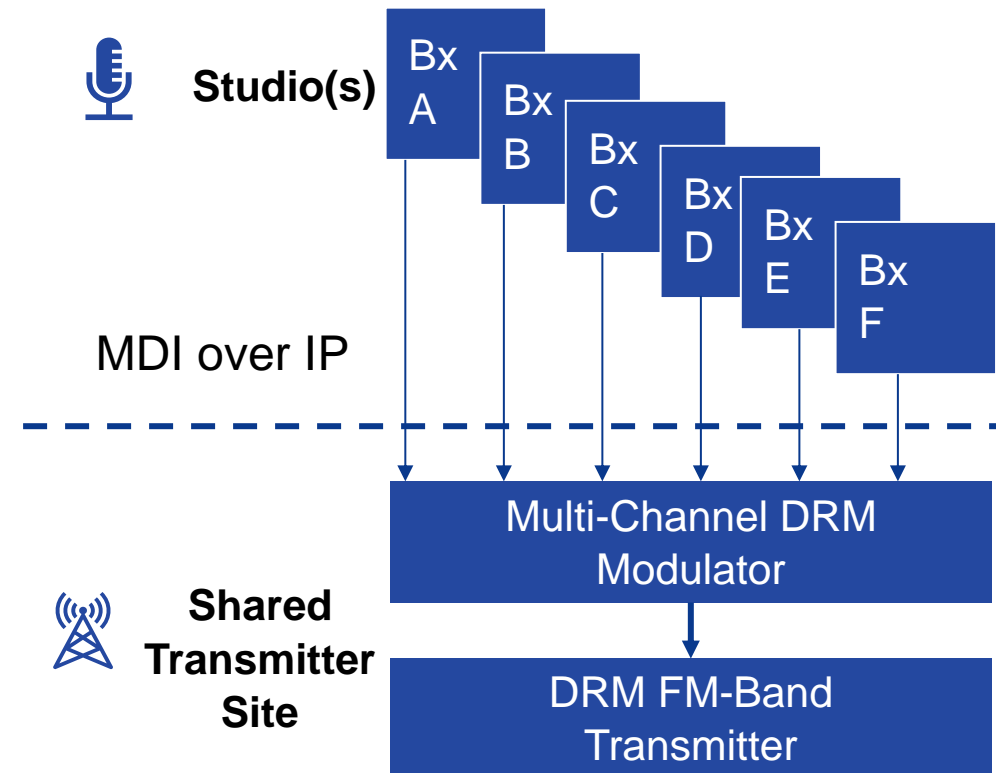 Studio(s)
Bx
A
Bx
B
Bx
C
Bx
D
Bx
E
Bx
F
MDI over IP
Multi-Channel DRM
Modulator
Shared
Transmitter
Site
DRM FM-Band
Transmitter